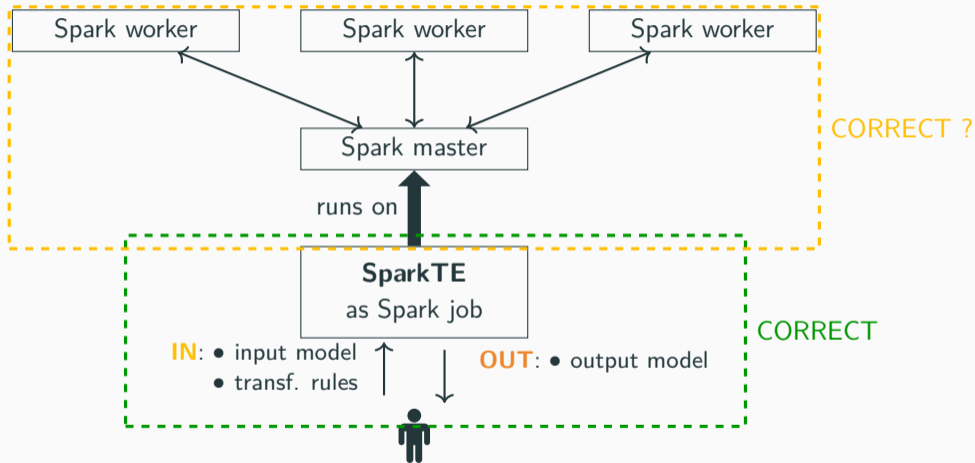 Spark worker
Spark worker
Spark worker
CORRECT ?
Spark master
runs on
SparkTE
as Spark job
CORRECT
IN: • input model
• transf. rules
OUT: • output model